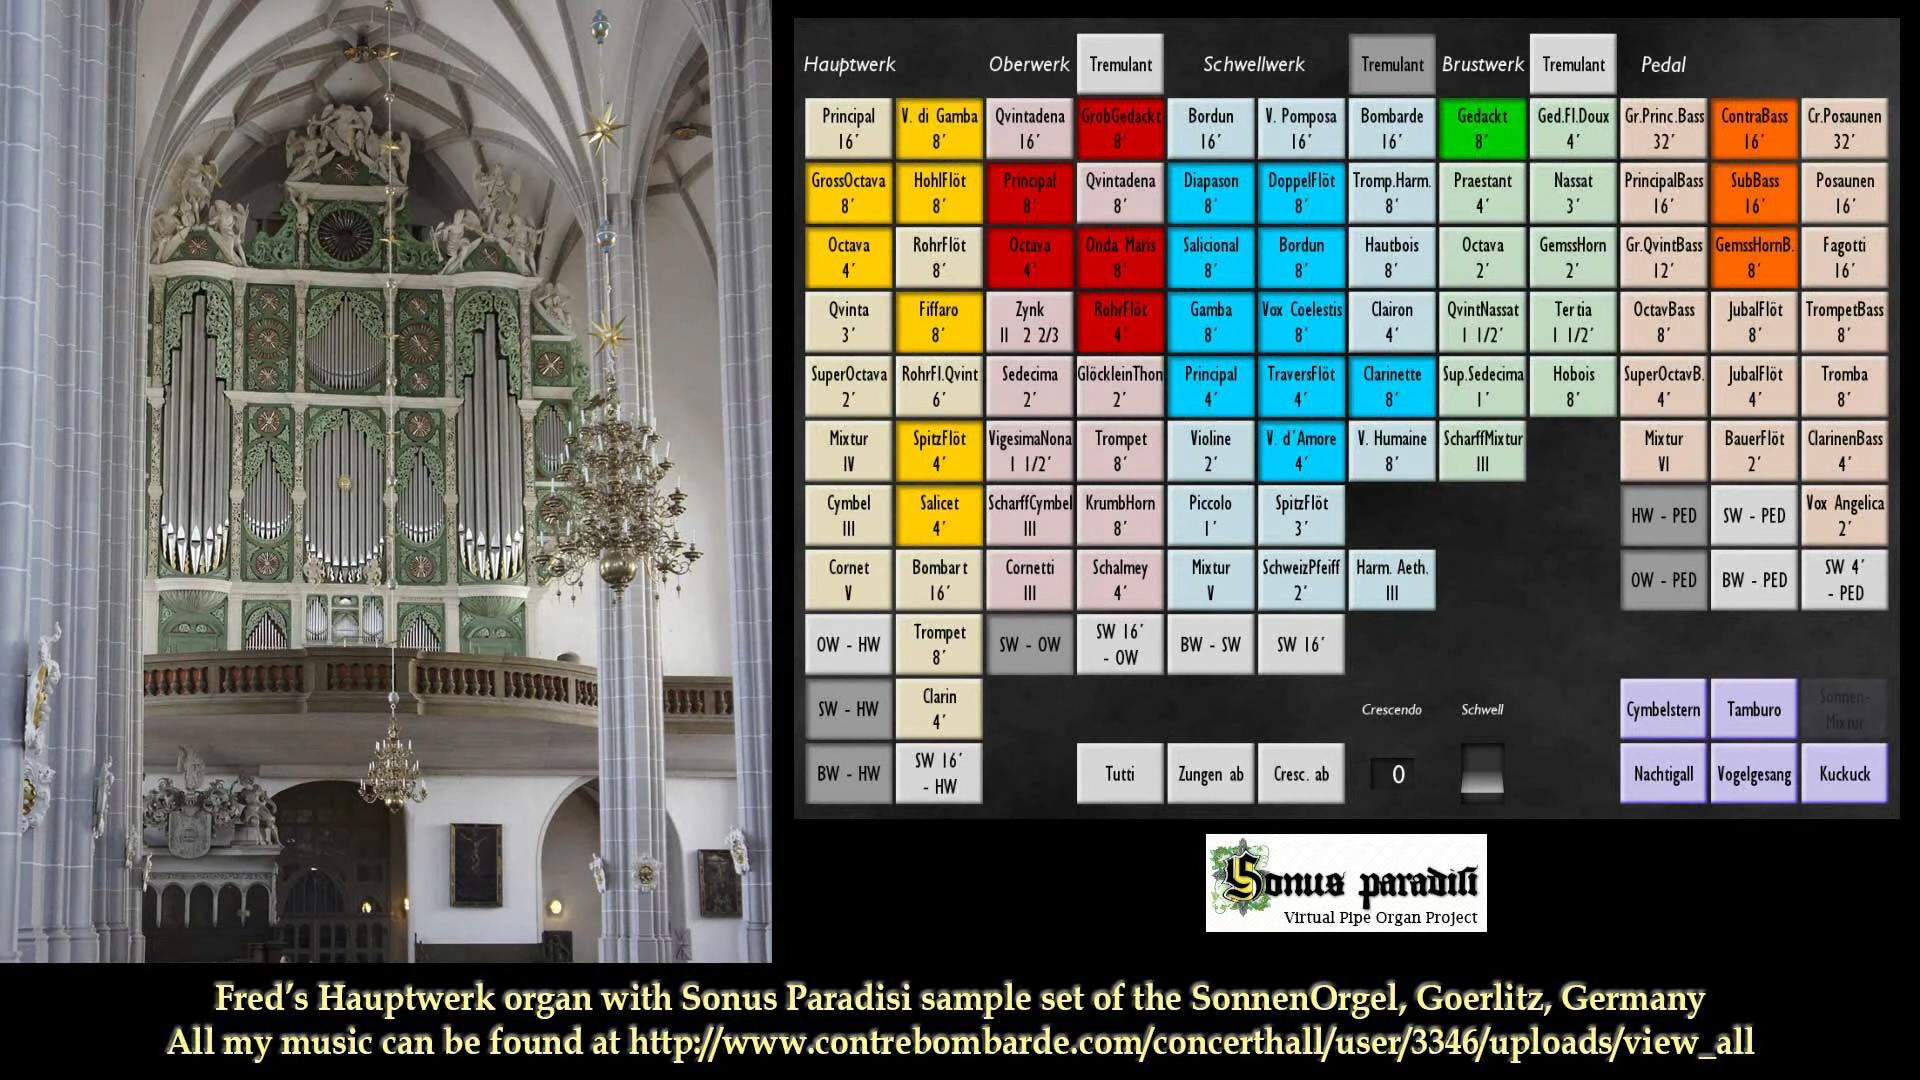 Hauptwerk
Oberwerk
Tremulant
Schwellwerk
Tremulant
Brustwerk
Tremulant
Pedal
Principal
16´
V. di Gamba
8´
Qvintadena
16´
GrobGedackt
8´
Bordun
16´
V. Pomposa
16´
Bombarde
16´
Gedackt
8´
Ged.Fl.Doux
4´
Gr.Princ.Bass
32´
ContraBass
16´
Cr.Posaunen
32´
GrossOctava
8´
HohlFlöt
8´
Principal
8´
Qvintadena
8´
Diapason
8´
DoppelFlöt
8´
Tromp.Harm.
8´
Praestant
4´
Nassat
3´
PrincipalBass
16´
SubBass
16´
Posaunen
16´
Octava
4´
RohrFlöt
8´
Octava
4´
Onda Maris
8´
Salicional
8´
Bordun
8´
Hautbois
8´
Octava
2´
GemssHorn
2´
Gr.QvintBass
12´
GemssHornB.
8´
Fagotti
16´
Qvinta
3´
Fiffaro
8´
Zynk
II 2 2/3
RohrFlöt
4´
Gamba
8´
Vox Coelestis
8´
Clairon
4´
QvintNassat
1 1/2´
Tertia
1 1/2´
OctavBass
8´
JubalFlöt
8´
TrompetBass
8´
SuperOctava
2´
RohrFl.Qvint
6´
Sedecima
2´
GlöckleinThon
2´
Principal
4´
TraversFlöt
4´
Clarinette
8´
Sup.Sedecima
1´
Hobois
8´
SuperOctavB.
4´
JubalFlöt
4´
Tromba
8´
Mixtur
IV
SpitzFlöt
4´
VigesimaNona
1 1/2´
Trompet
8´
Violine
2´
V. d´Amore
4´
V. Humaine
8´
ScharffMixtur
III
Mixtur
VI
BauerFlöt
2´
ClarinenBass
4´
Cymbel
III
Salicet
4´
ScharffCymbel
III
KrumbHorn
8´
Piccolo
1´
SpitzFlöt
3´
HW - PED
SW - PED
Vox Angelica
2´
Cornet
V
Bombart
16´
Cornetti
III
Schalmey
4´
Mixtur
V
SchweizPfeiff
2´
Harm. Aeth.
III
OW - PED
BW - PED
SW 4´
- PED
OW - HW
Trompet
8´
SW - OW
SW 16´
- OW
BW - SW
SW 16´
SW - HW
Clarin
4´
Crescendo
Schwell
Cymbelstern
Tamburo
Sonnen-
Mixtur
BW - HW
SW 16´
- HW
Tutti
Zungen ab
Cresc. ab
0
Nachtigall
Vogelgesang
Kuckuck
Sonus paradisi
Virtual Pipe Organ Project
Fred's Hauptwerk organ with Sonus Paradisi sample set of the SonnenOrgel, Goerlitz, Germany
All my music can be found at http://www.contrebombarde.com/concerthall/user/3346/uploads/view_all